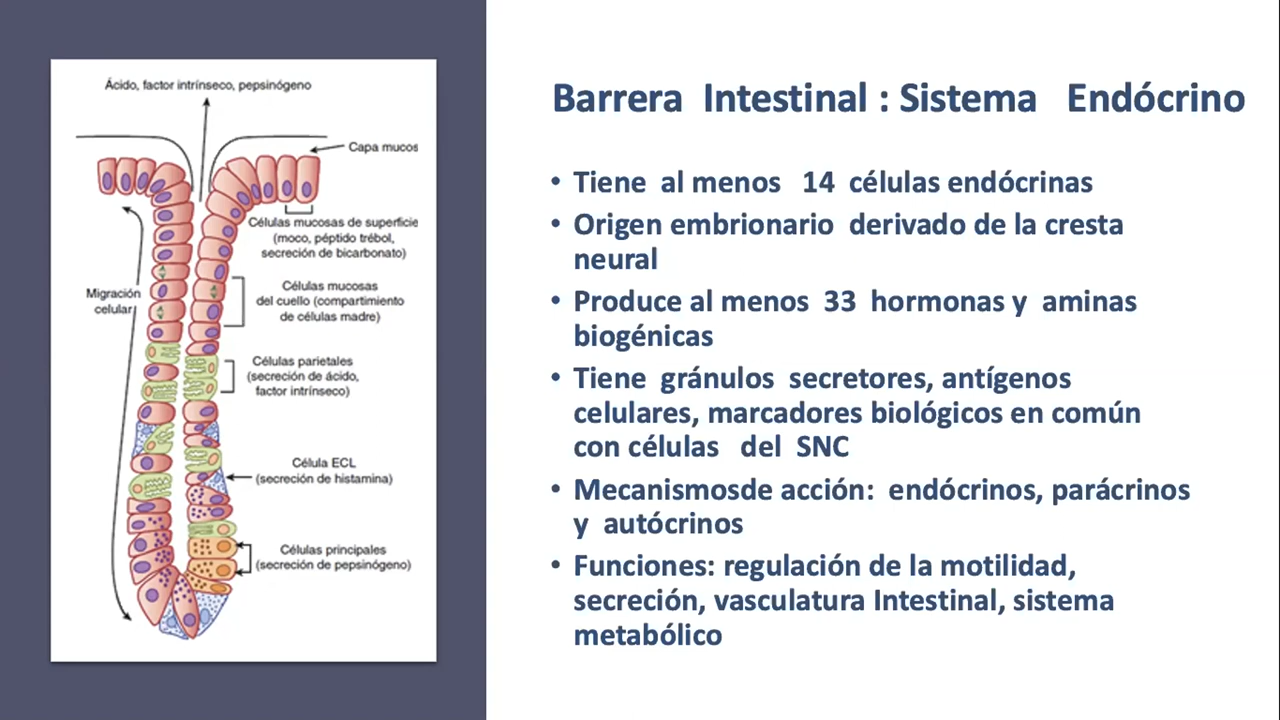 Ácido, factor intrínseco, pepsinógeno
Capa mucos
Células mucosas de superficie
(moco, péptido trébol,
secreción de bicarbonato)
Migración
celular
Células mucosas
del cuello (compartimiento
de células madre)
Células parietales
(secreción de ácido,
factor intrínseco)
Célula ECL
(secreción de histamina)
Células principales
(secreción de pepsinógeno)
Barrera Intestinal : Sistema Endócrino
• Tiene al menos 14 células endócrinas
• Origen embrionario derivado de la cresta
neural
• Produce al menos 33 hormonas y aminas
biogénicas
• Tiene gránulos secretores, antígenos
celulares, marcadores biológicos en común
con células del SNC
• Mecanismosde acción: endócrinos, parácrinos
y autócrinos
• Funciones: regulación de la motilidad,
secreción, vasculatura Intestinal, sistema
metabólico